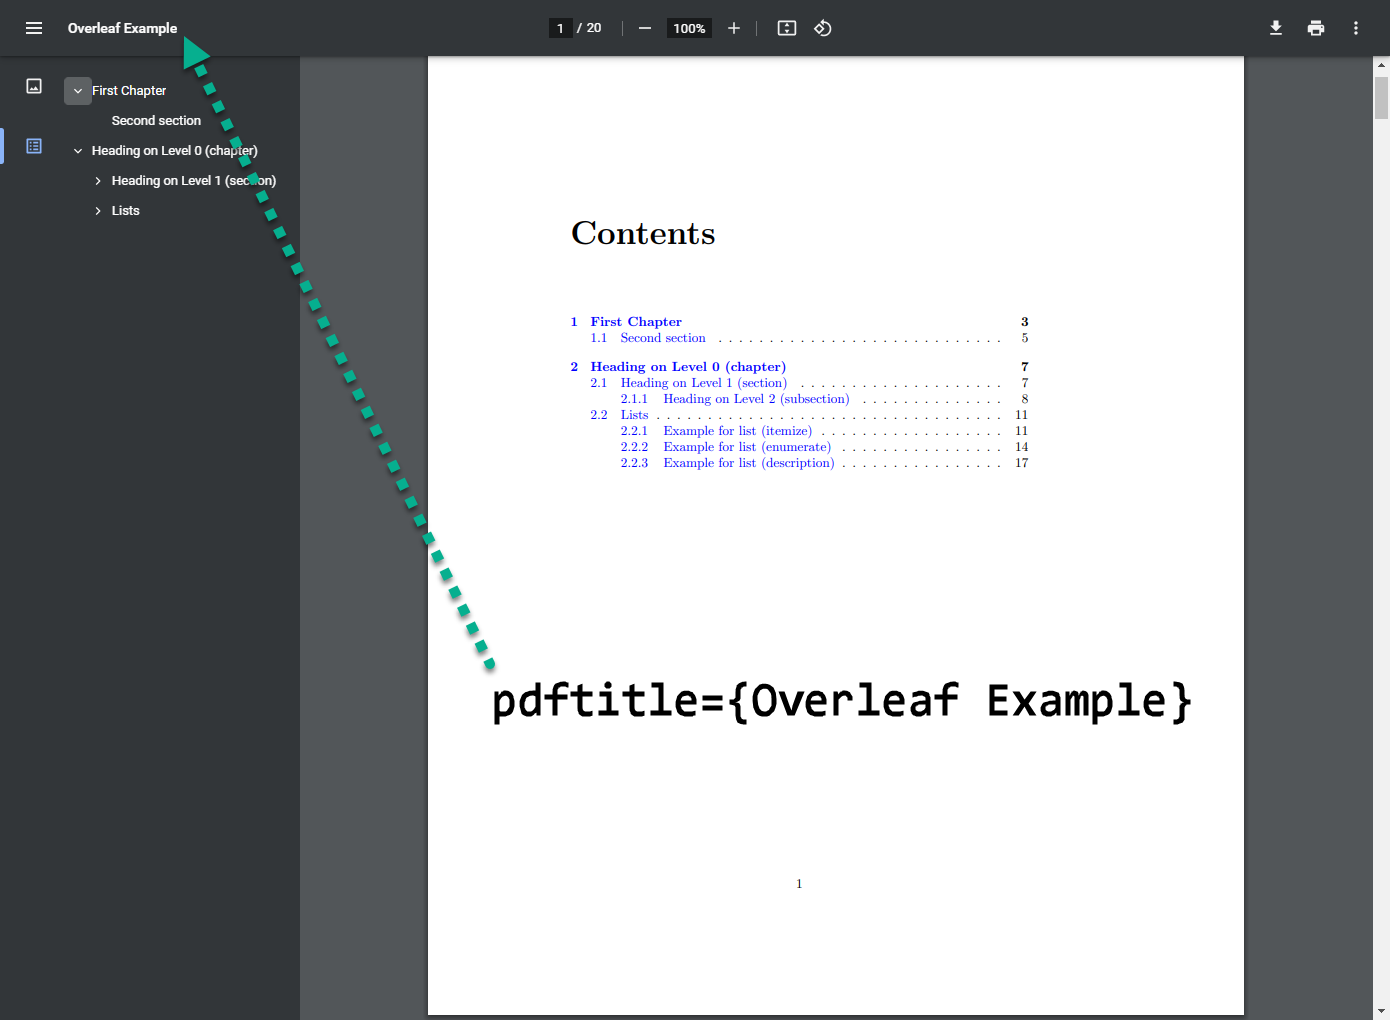 Overleaf Example
1 / 20
100%
First Chapter
Second section
Heading on Level 0 (chapter)
Heading on Level 1 (section)
Lists
Contents
1 First Chapter 3
1.1 Second section . . . . . . . . . . . . . . . . . . . . . . . . . . . . 5
2 Heading on Level 0 (chapter) 7
2.1 Heading on Level 1 (section) . . . . . . . . . . . . . . . . . . . . 7
2.1.1 Heading on Level 2 (subsection) . . . . . . . . . . . . . . 8
2.2 Lists . . . . . . . . . . . . . . . . . . . . . . . . . . . . . . . . . . 11
2.2.1 Example for list (itemize) . . . . . . . . . . . . . . . . . . 11
2.2.2 Example for list (enumerate) . . . . . . . . . . . . . . . . 14
2.2.3 Example for list (description) . . . . . . . . . . . . . . . . 17
pdftitle={Overleaf Example}
1